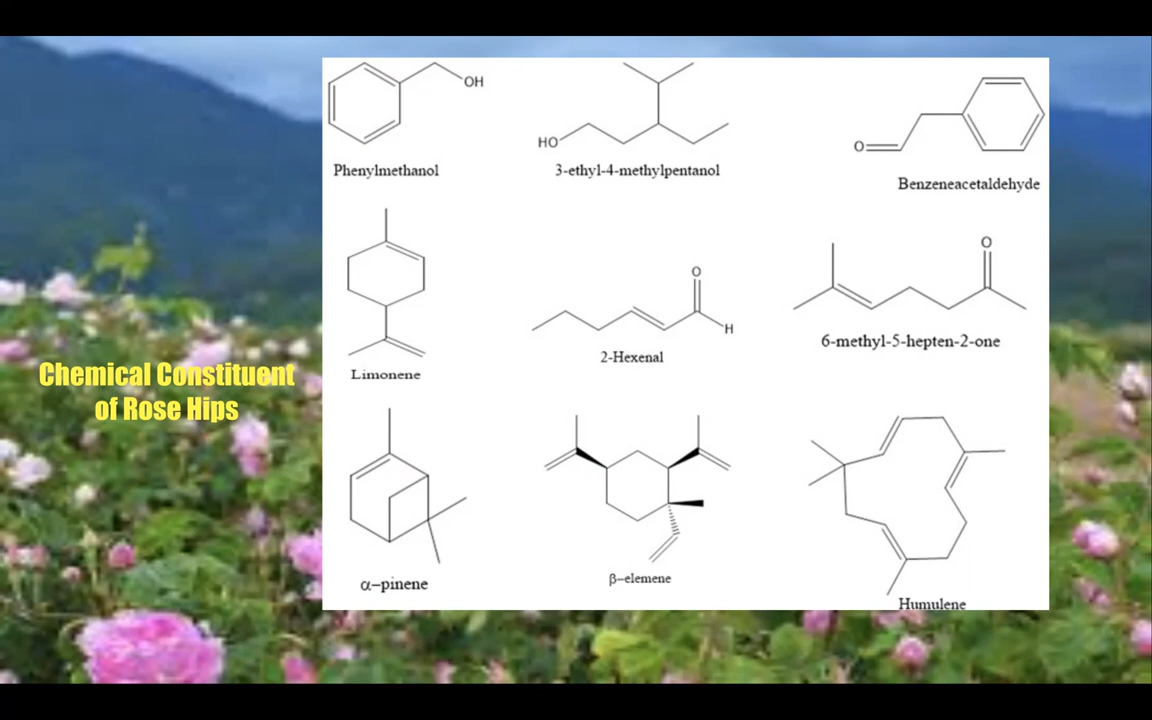 OH
HO
O
Phenylmethanol
3-ethyl-4-methylpentanol
Benzeneacetaldehyde
O
O
H
Limonene
2-Hexenal
6-methyl-5-hepten-2-one
Chemical Constituent
of Rose Hips
α–pinene
β–elemene
Humulene